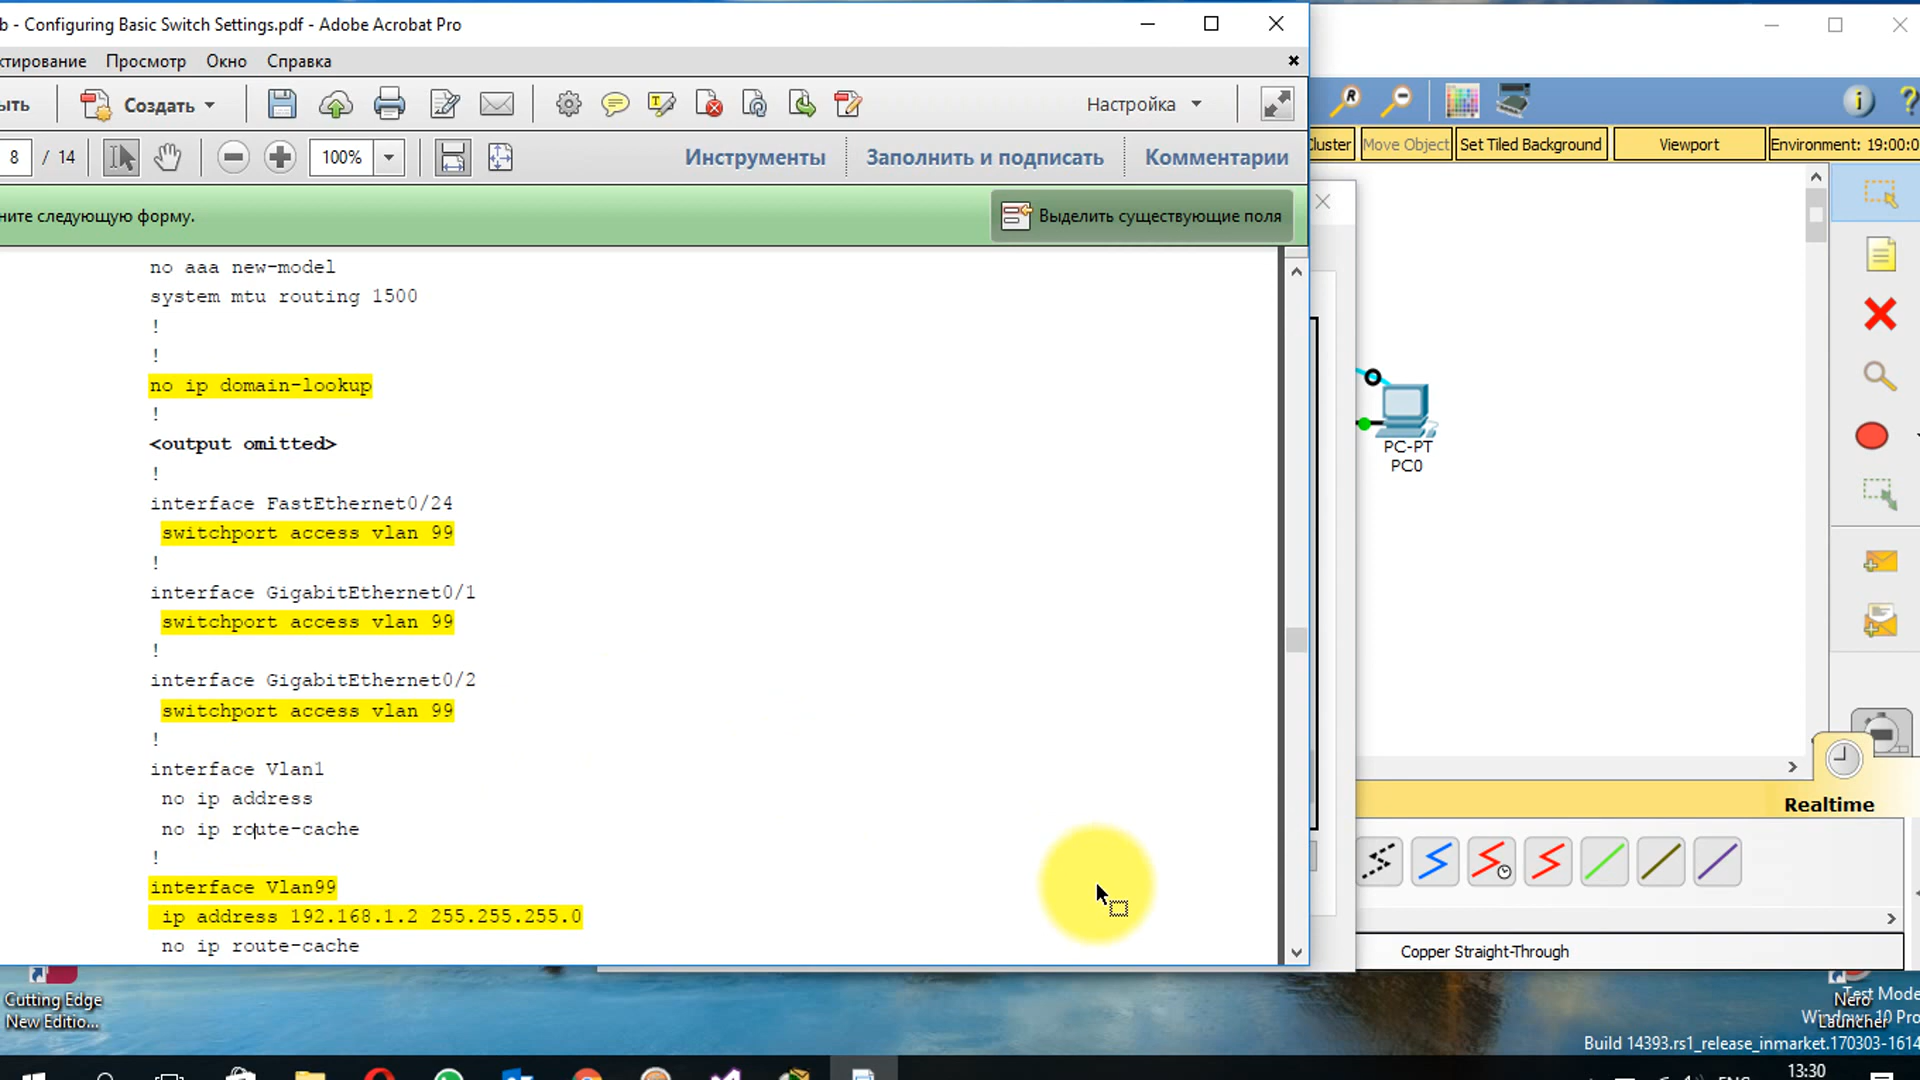 b - Configuring Basic Switch Settings.pdf - Adobe Acrobat Pro
ктирование Просмотр Окно Справка
ыть Создать Настройка
8 / 14 100% Инструменты Заполнить и подписать Комментарии
ните следующую форму. Выделить существующие поля
no aaa new-model
system mtu routing 1500
!
!
no ip domain-lookup
!
<output omitted>
!
interface FastEthernet0/24
switchport access vlan 99
!
interface GigabitEthernet0/1
switchport access vlan 99
!
interface GigabitEthernet0/2
switchport access vlan 99
!
interface Vlan1
no ip address
no ip route-cache
!
interface Vlan99
ip address 192.168.1.2 255.255.255.0
no ip route-cache
R
i ?
luster Move Object Set Tiled Background Viewport Environment: 19:00:0
PC-PT
PC0
Realtime
Copper Straight-Through
Cutting Edge
New Editio...
Nero
Launcher
Test Mode
Windows 10 Pro
Build 14393.rs1_release_inmarket.170303-1614
13:30